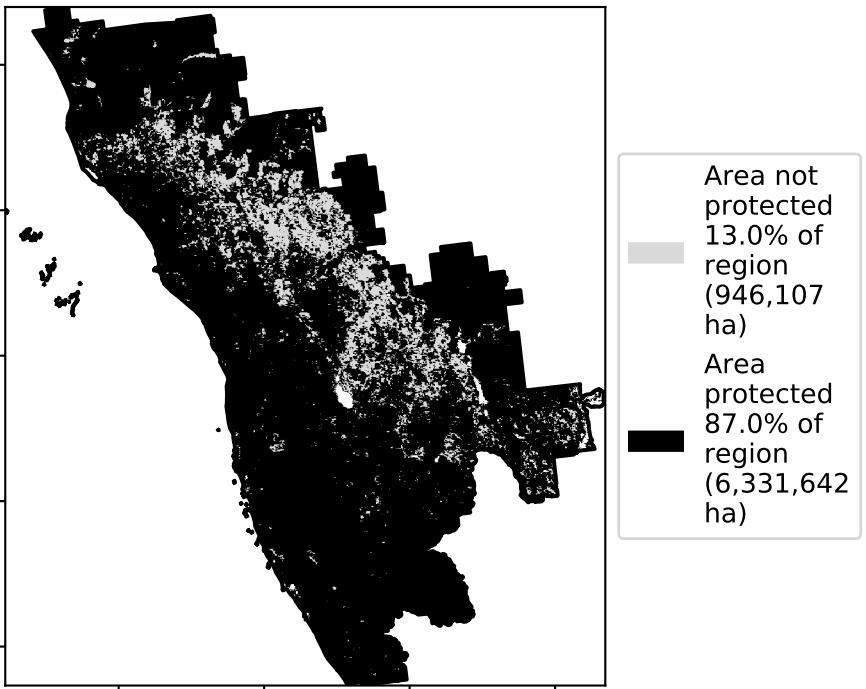 Area not
protected
13.0% of
region
(946,107
ha)
Area
protected
87.0% of
region
(6,331,642
ha)